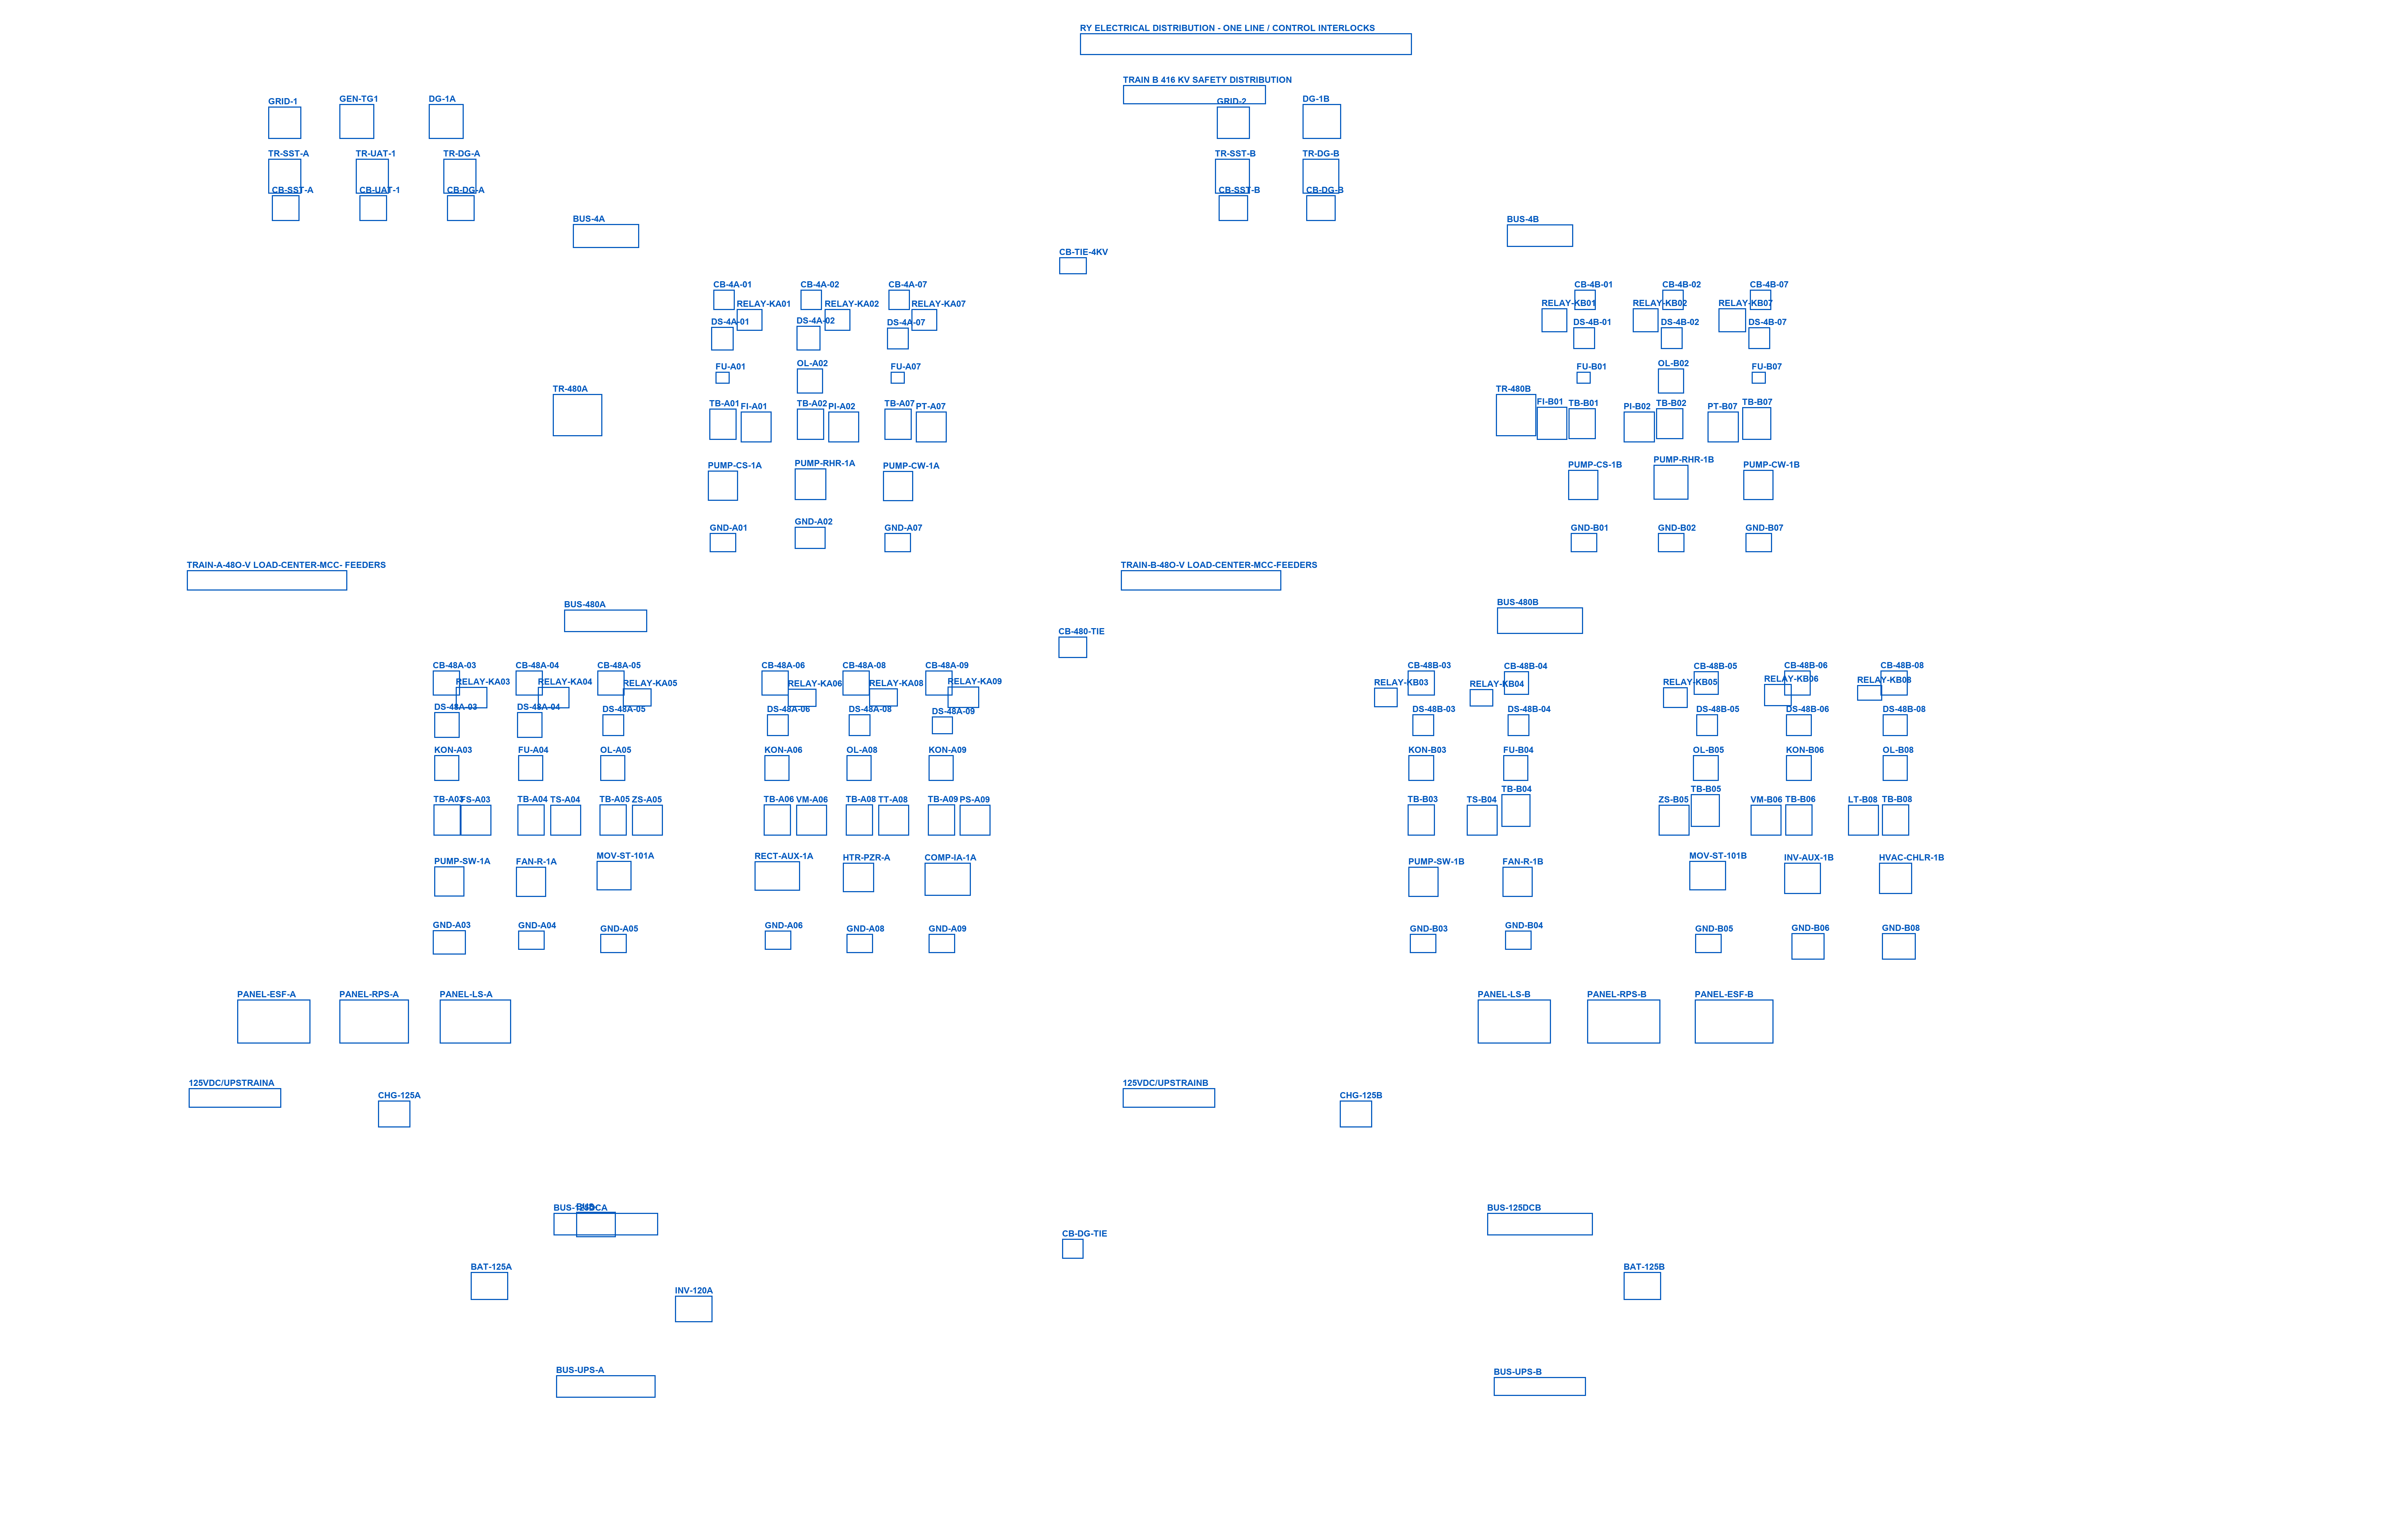 RY ELECTRICAL DISTRIBUTION - ONE LINE / CONTROL INTERLOCKS
TRAIN B 416 KV SAFETY DISTRIBUTION
GRID-1 GEN-TG1 DG-1A GRID-2 DG-1B
TR-SST-A TR-UAT-1 TR-DG-A TR-SST-B TR-DG-B
CB-SST-A CB-UAT-1 CB-DG-A CB-SST-B CB-DG-B
BUS-4A BUS-4B
CB-TIE-4KV
CB-4A-01 CB-4A-02 CB-4A-07 CB-4B-01 CB-4B-02 CB-4B-07
RELAY-KA01 RELAY-KA02 RELAY-KA07 RELAY-KB01 RELAY-KB02 RELAY-KB07
DS-4A-01 DS-4A-02 DS-4A-07 DS-4B-01 DS-4B-02 DS-4B-07
FU-A01 OL-A02 FU-A07 FU-B01 OL-B02 FU-B07
TR-480A TR-480B
TB-A01 FI-A01 TB-A02 PI-A02 TB-A07 PT-A07 FI-B01 TB-B01 PI-B02 TB-B02 PT-B07 TB-B07
PUMP-CS-1A PUMP-RHR-1A PUMP-CW-1A PUMP-CS-1B PUMP-RHR-1B PUMP-CW-1B
GND-A01 GND-A02 GND-A07 GND-B01 GND-B02 GND-B07
TRAIN-A-48O-V LOAD-CENTER-MCC- FEEDERS TRAIN-B-48O-V LOAD-CENTER-MCC-FEEDERS
BUS-480A BUS-480B
CB-480-TIE
CB-48A-03 CB-48A-04 CB-48A-05 CB-48A-06 CB-48A-08 CB-48A-09 CB-48B-03 CB-48B-04 CB-48B-05 CB-48B-06 CB-48B-08
RELAY-KA03 RELAY-KA04 RELAY-KA05 RELAY-KA06 RELAY-KA08 RELAY-KA09 RELAY-KB03 RELAY-KB04 RELAY-KB05 RELAY-KB06 RELAY-KB08
DS-48A-03 DS-48A-04 DS-48A-05 DS-48A-06 DS-48A-08 DS-48A-09 DS-48B-03 DS-48B-04 DS-48B-05 DS-48B-06 DS-48B-08
KON-A03 FU-A04 OL-A05 KON-A06 OL-A08 KON-A09 KON-B03 FU-B04 OL-B05 KON-B06 OL-B08
TB-A03 FS-A03 TB-A04 TS-A04 TB-A05 ZS-A05 TB-A06 VM-A06 TB-A08 TT-A08 TB-A09 PS-A09 TB-B03 TS-B04 TB-B04 ZS-B05 TB-B05 VM-B06 TB-B06 LT-B08 TB-B08
PUMP-SW-1A FAN-R-1A MOV-ST-101A RECT-AUX-1A HTR-PZR-A COMP-IA-1A PUMP-SW-1B FAN-R-1B MOV-ST-101B INV-AUX-1B HVAC-CHLR-1B
GND-A03 GND-A04 GND-A05 GND-A06 GND-A08 GND-A09 GND-B03 GND-B04 GND-B05 GND-B06 GND-B08
PANEL-ESF-A PANEL-RPS-A PANEL-LS-A PANEL-LS-B PANEL-RPS-B PANEL-ESF-B
125VDC/UPSTRAINA 125VDC/UPSTRAINB
CHG-125A CHG-125B
BUS-125DCA BUS- BUS-125DCB
CB-DG-TIE
BAT-125A BAT-125B
INV-120A
BUS-UPS-A BUS-UPS-B